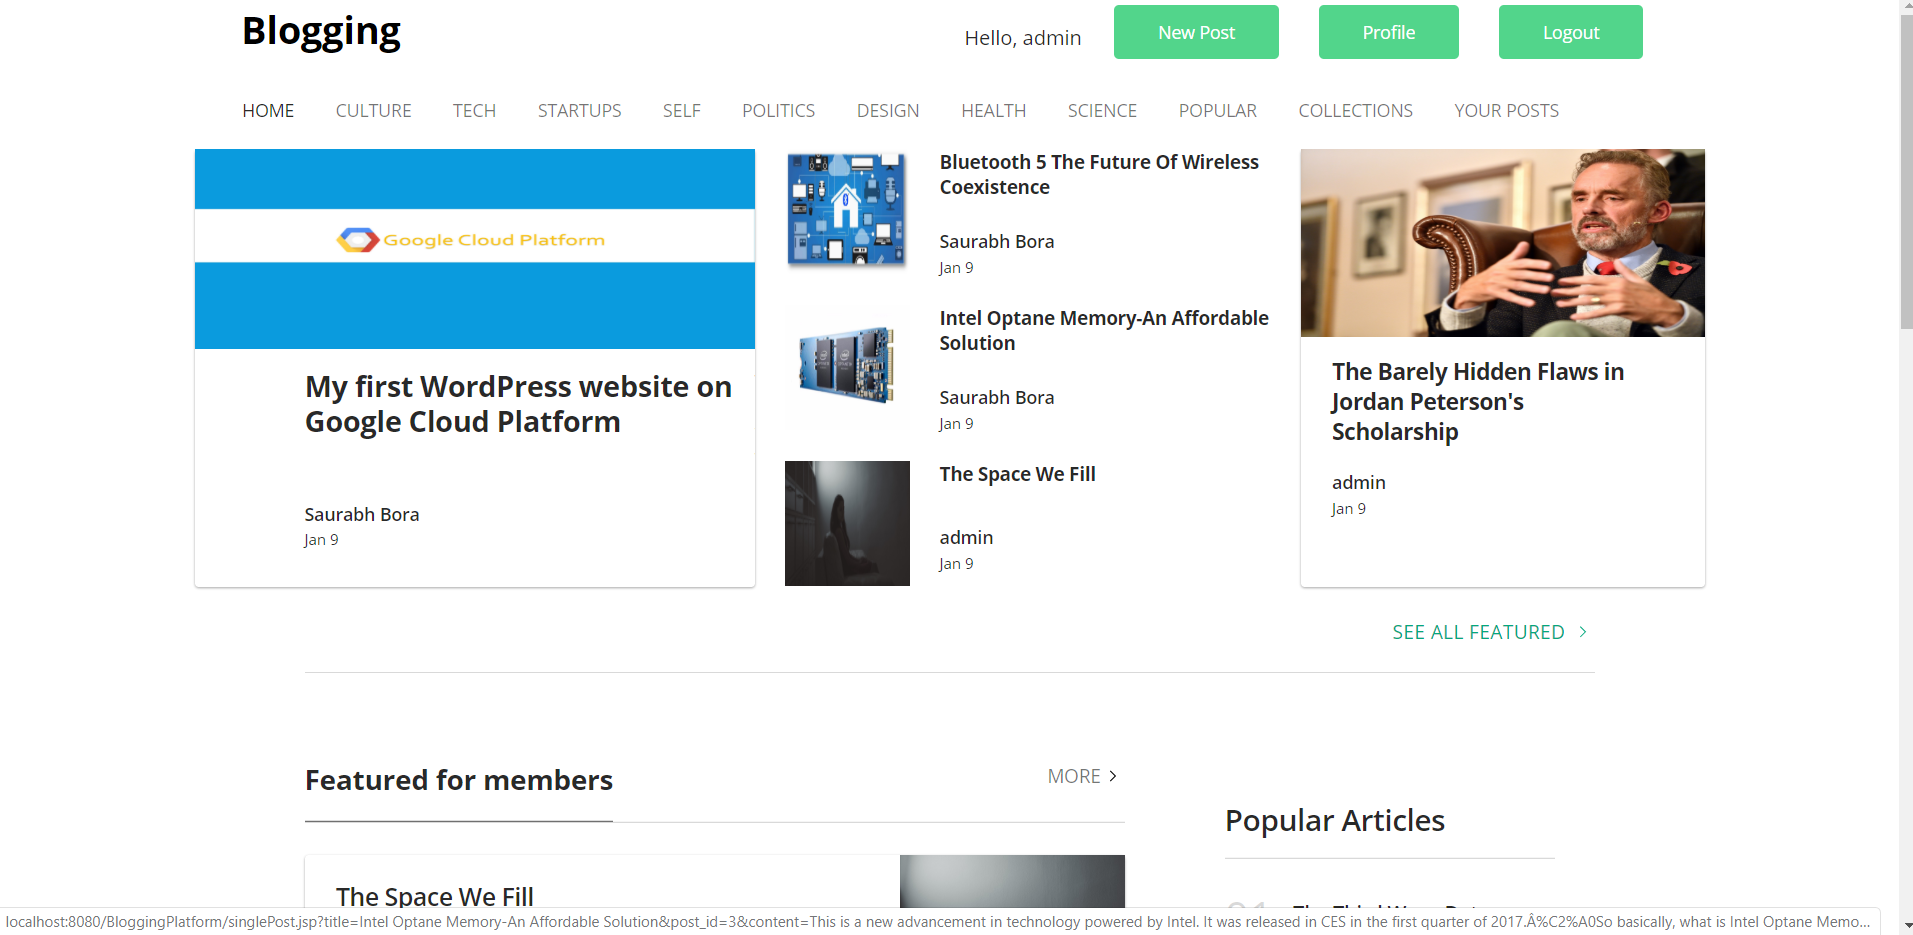 Blogging
Hello, admin
New Post
Profile
Logout
HOME
CULTURE
TECH
STARTUPS
SELF
POLITICS
DESIGN
HEALTH
SCIENCE
POPULAR
COLLECTIONS
YOUR POSTS
Google Cloud Platform
My first WordPress website on
Google Cloud Platform
Saurabh Bora
Jan 9
Bluetooth 5 The Future Of Wireless
Coexistence
Saurabh Bora
Jan 9
Intel Optane Memory-An Affordable
Solution
Saurabh Bora
Jan 9
The Space We Fill
admin
Jan 9
The Barely Hidden Flaws in
Jordan Peterson's
Scholarship
admin
Jan 9
SEE ALL FEATURED
Featured for members
MORE
The Space We Fill
Popular Articles
localhost:8080/BloggingPlatform/singlePost.jsp?title=Intel Optane Memory-An Affordable Solution&post_id=3&content=This is a new advancement in technology powered by Intel. It was released in CES in the first quarter of 2017.Â%C2%A0So basically, what is Intel Optane Memo...